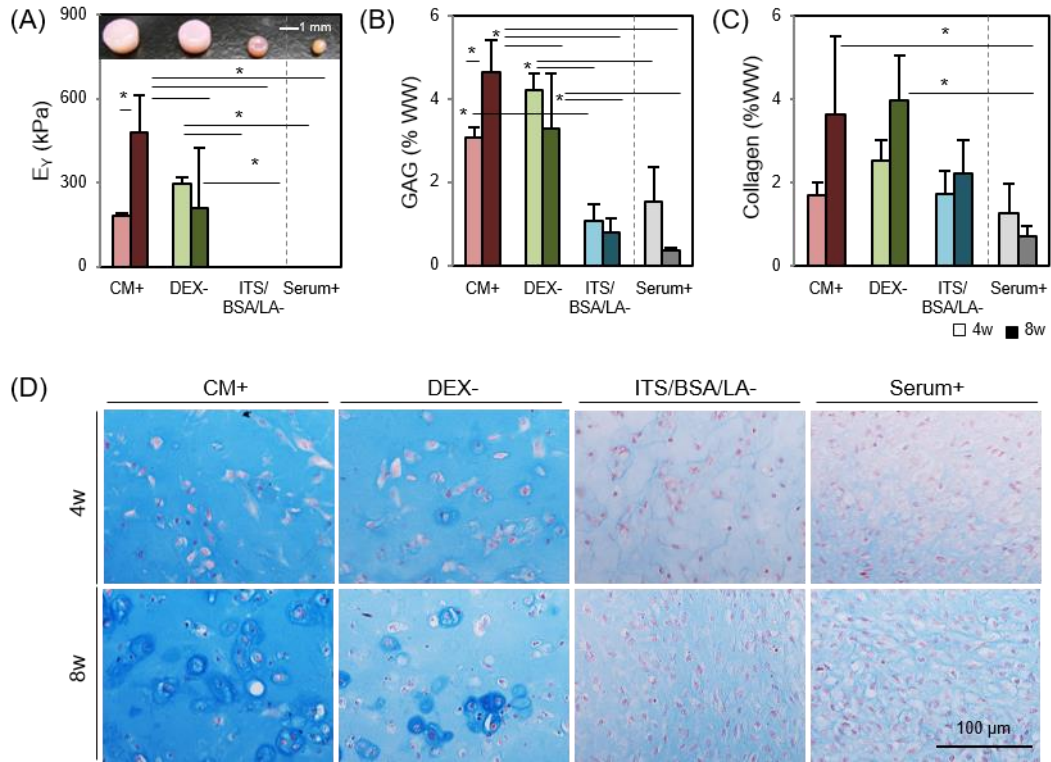 (A)
1 mm
900
600
300
0
E_Y (kPa)
*
*
*
*
CM+
DEX-
ITS/
BSA/LA-
Serum+
(B)
6
4
2
0
GAG (% WW)
*
*
*
*
*
*
CM+
DEX-
ITS/
BSA/LA-
Serum+
(C)
6
4
2
0
Collagen (%WW)
*
*
CM+
DEX-
ITS/
BSA/LA-
Serum+
4w
8w
(D)
CM+
DEX-
ITS/BSA/LA-
Serum+
4w
8w
100 µm